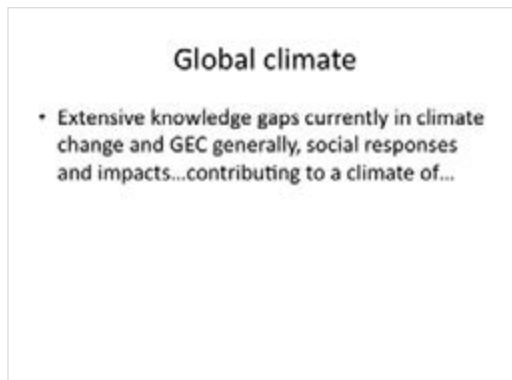 Global climate
• Extensive knowledge gaps currently in climate
change and GEC generally, social responses
and impacts...contributing to a climate of...